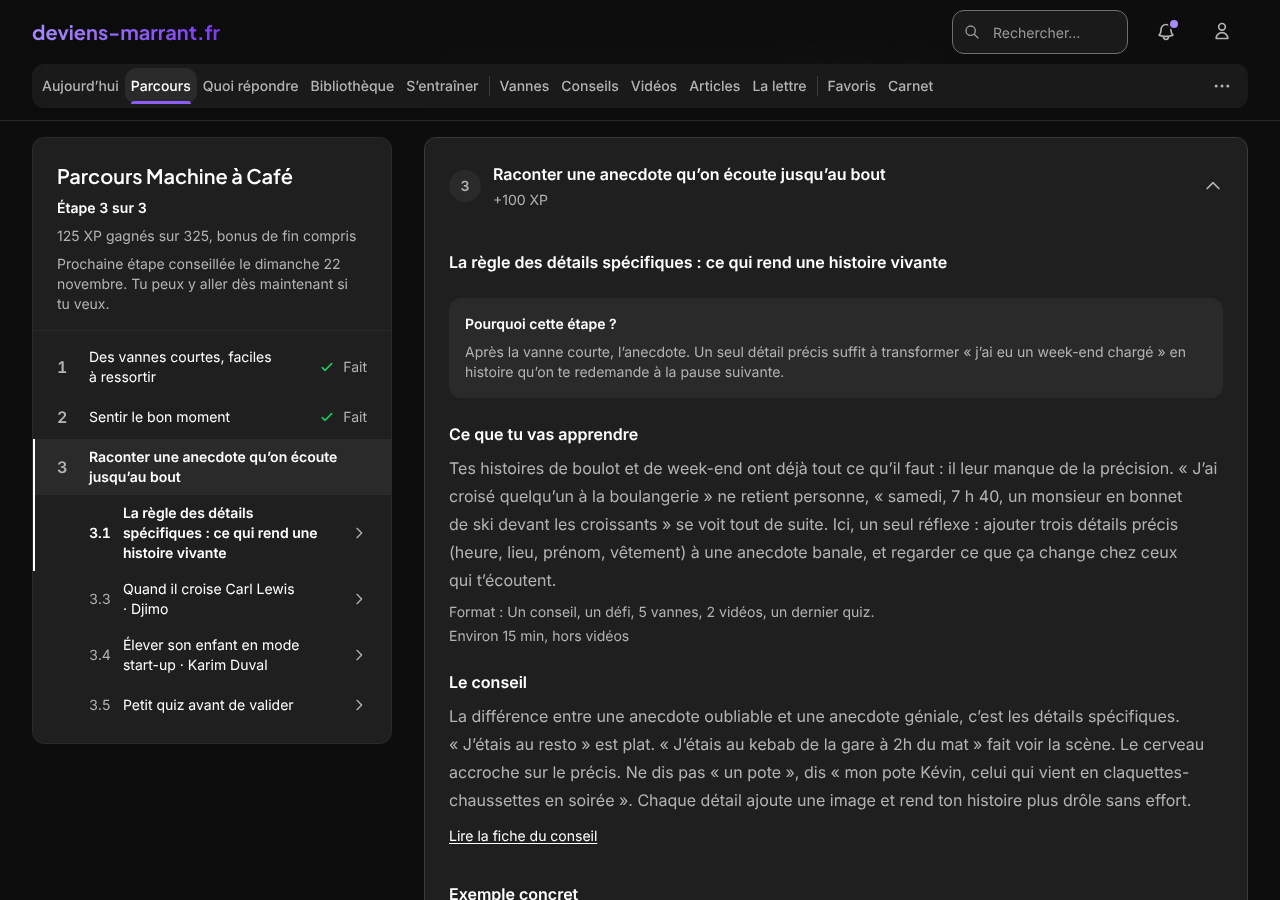 deviens-marrant.fr
Rechercher...
Aujourd’hui Parcours Quoi répondre Bibliothèque S’entraîner Vannes Conseils Vidéos Articles La lettre Favoris Carnet
Parcours Machine à Café
Étape 3 sur 3
125 XP gagnés sur 325, bonus de fin compris
Prochaine étape conseillée le dimanche 22
novembre. Tu peux y aller dès maintenant si
tu veux.
1 Des vannes courtes, faciles
à ressortir
Fait
2 Sentir le bon moment Fait
3 Raconter une anecdote qu’on écoute
jusqu’au bout
3.1 La règle des détails
spécifiques : ce qui rend une
histoire vivante
3.3 Quand il croise Carl Lewis
· Djimo
3.4 Élever son enfant en mode
start-up · Karim Duval
3.5 Petit quiz avant de valider
3 Raconter une anecdote qu’on écoute jusqu’au bout
+100 XP
La règle des détails spécifiques : ce qui rend une histoire vivante
Pourquoi cette étape ?
Après la vanne courte, l’anecdote. Un seul détail précis suffit à transformer « j’ai eu un week-end chargé » en
histoire qu’on te redemande à la pause suivante.
Ce que tu vas apprendre
Tes histoires de boulot et de week-end ont déjà tout ce qu’il faut : il leur manque de la précision. « J’ai
croisé quelqu’un à la boulangerie » ne retient personne, « samedi, 7 h 40, un monsieur en bonnet
de ski devant les croissants » se voit tout de suite. Ici, un seul réflexe : ajouter trois détails précis
(heure, lieu, prénom, vêtement) à une anecdote banale, et regarder ce que ça change chez ceux
qui t’écoutent.
Format : Un conseil, un défi, 5 vannes, 2 vidéos, un dernier quiz.
Environ 15 min, hors vidéos
Le conseil
La différence entre une anecdote oubliable et une anecdote géniale, c’est les détails spécifiques.
« J’étais au resto » est plat. « J’étais au kebab de la gare à 2h du mat » fait voir la scène. Le cerveau
accroche sur le précis. Ne dis pas « un pote », dis « mon pote Kévin, celui qui vient en claquettes-
chaussettes en soirée ». Chaque détail ajoute une image et rend ton histoire plus drôle sans effort.
Lire la fiche du conseil
Exemple concret